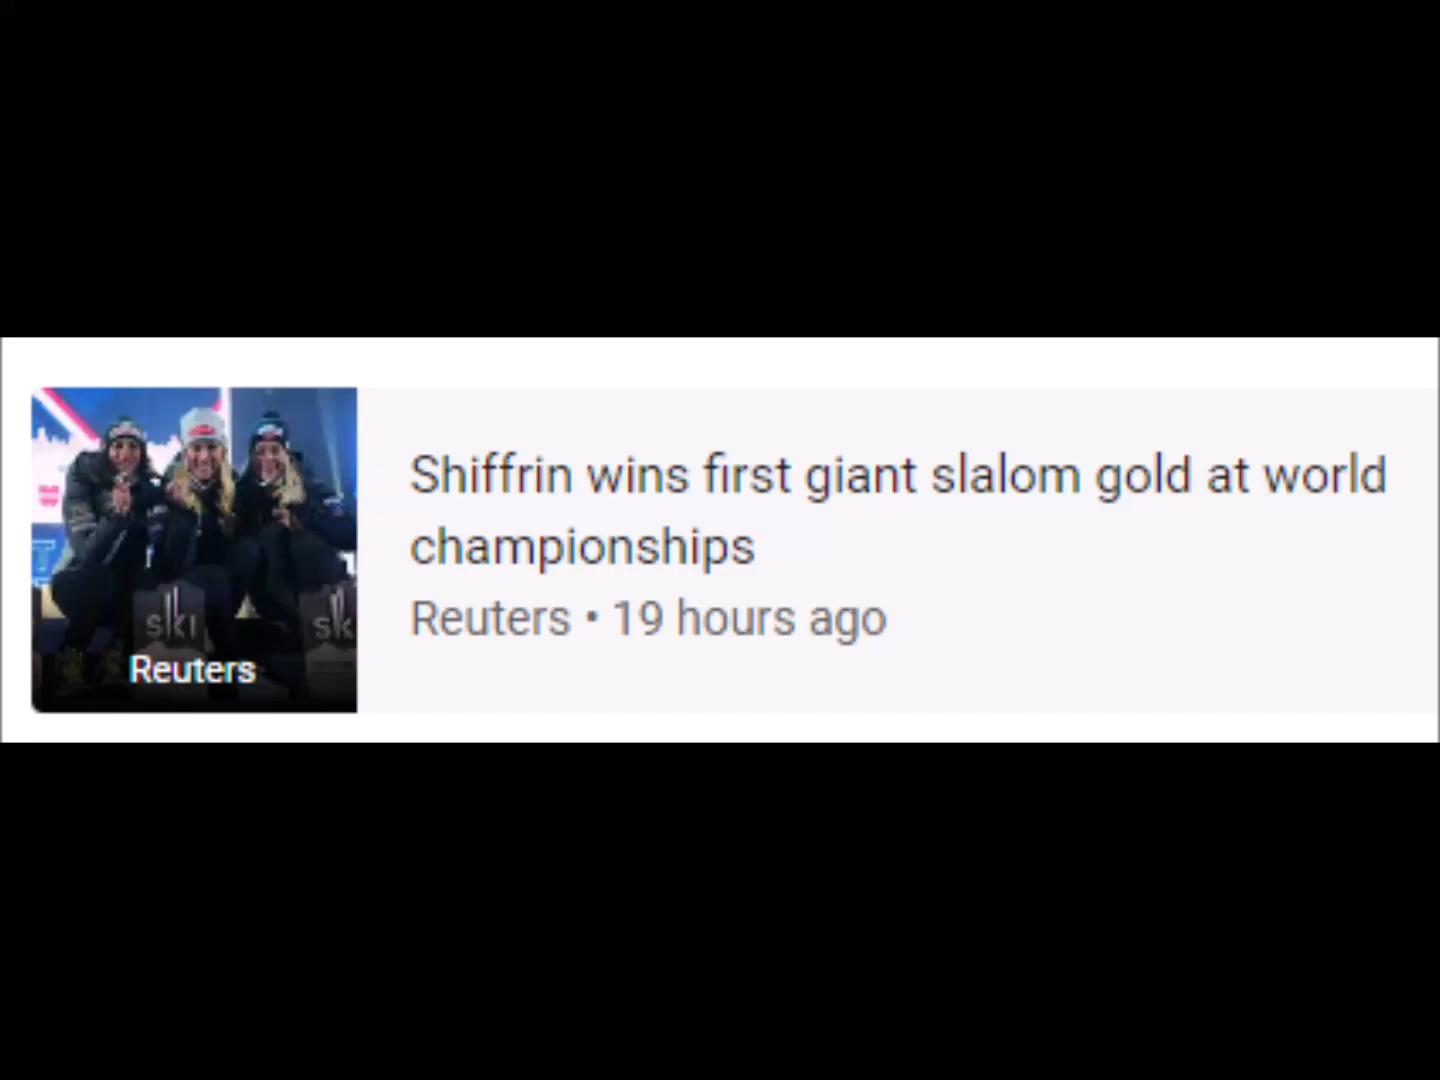 Shiffrin wins first giant slalom gold at world
championships
Reuters • 19 hours ago
ski
sk
Reuters